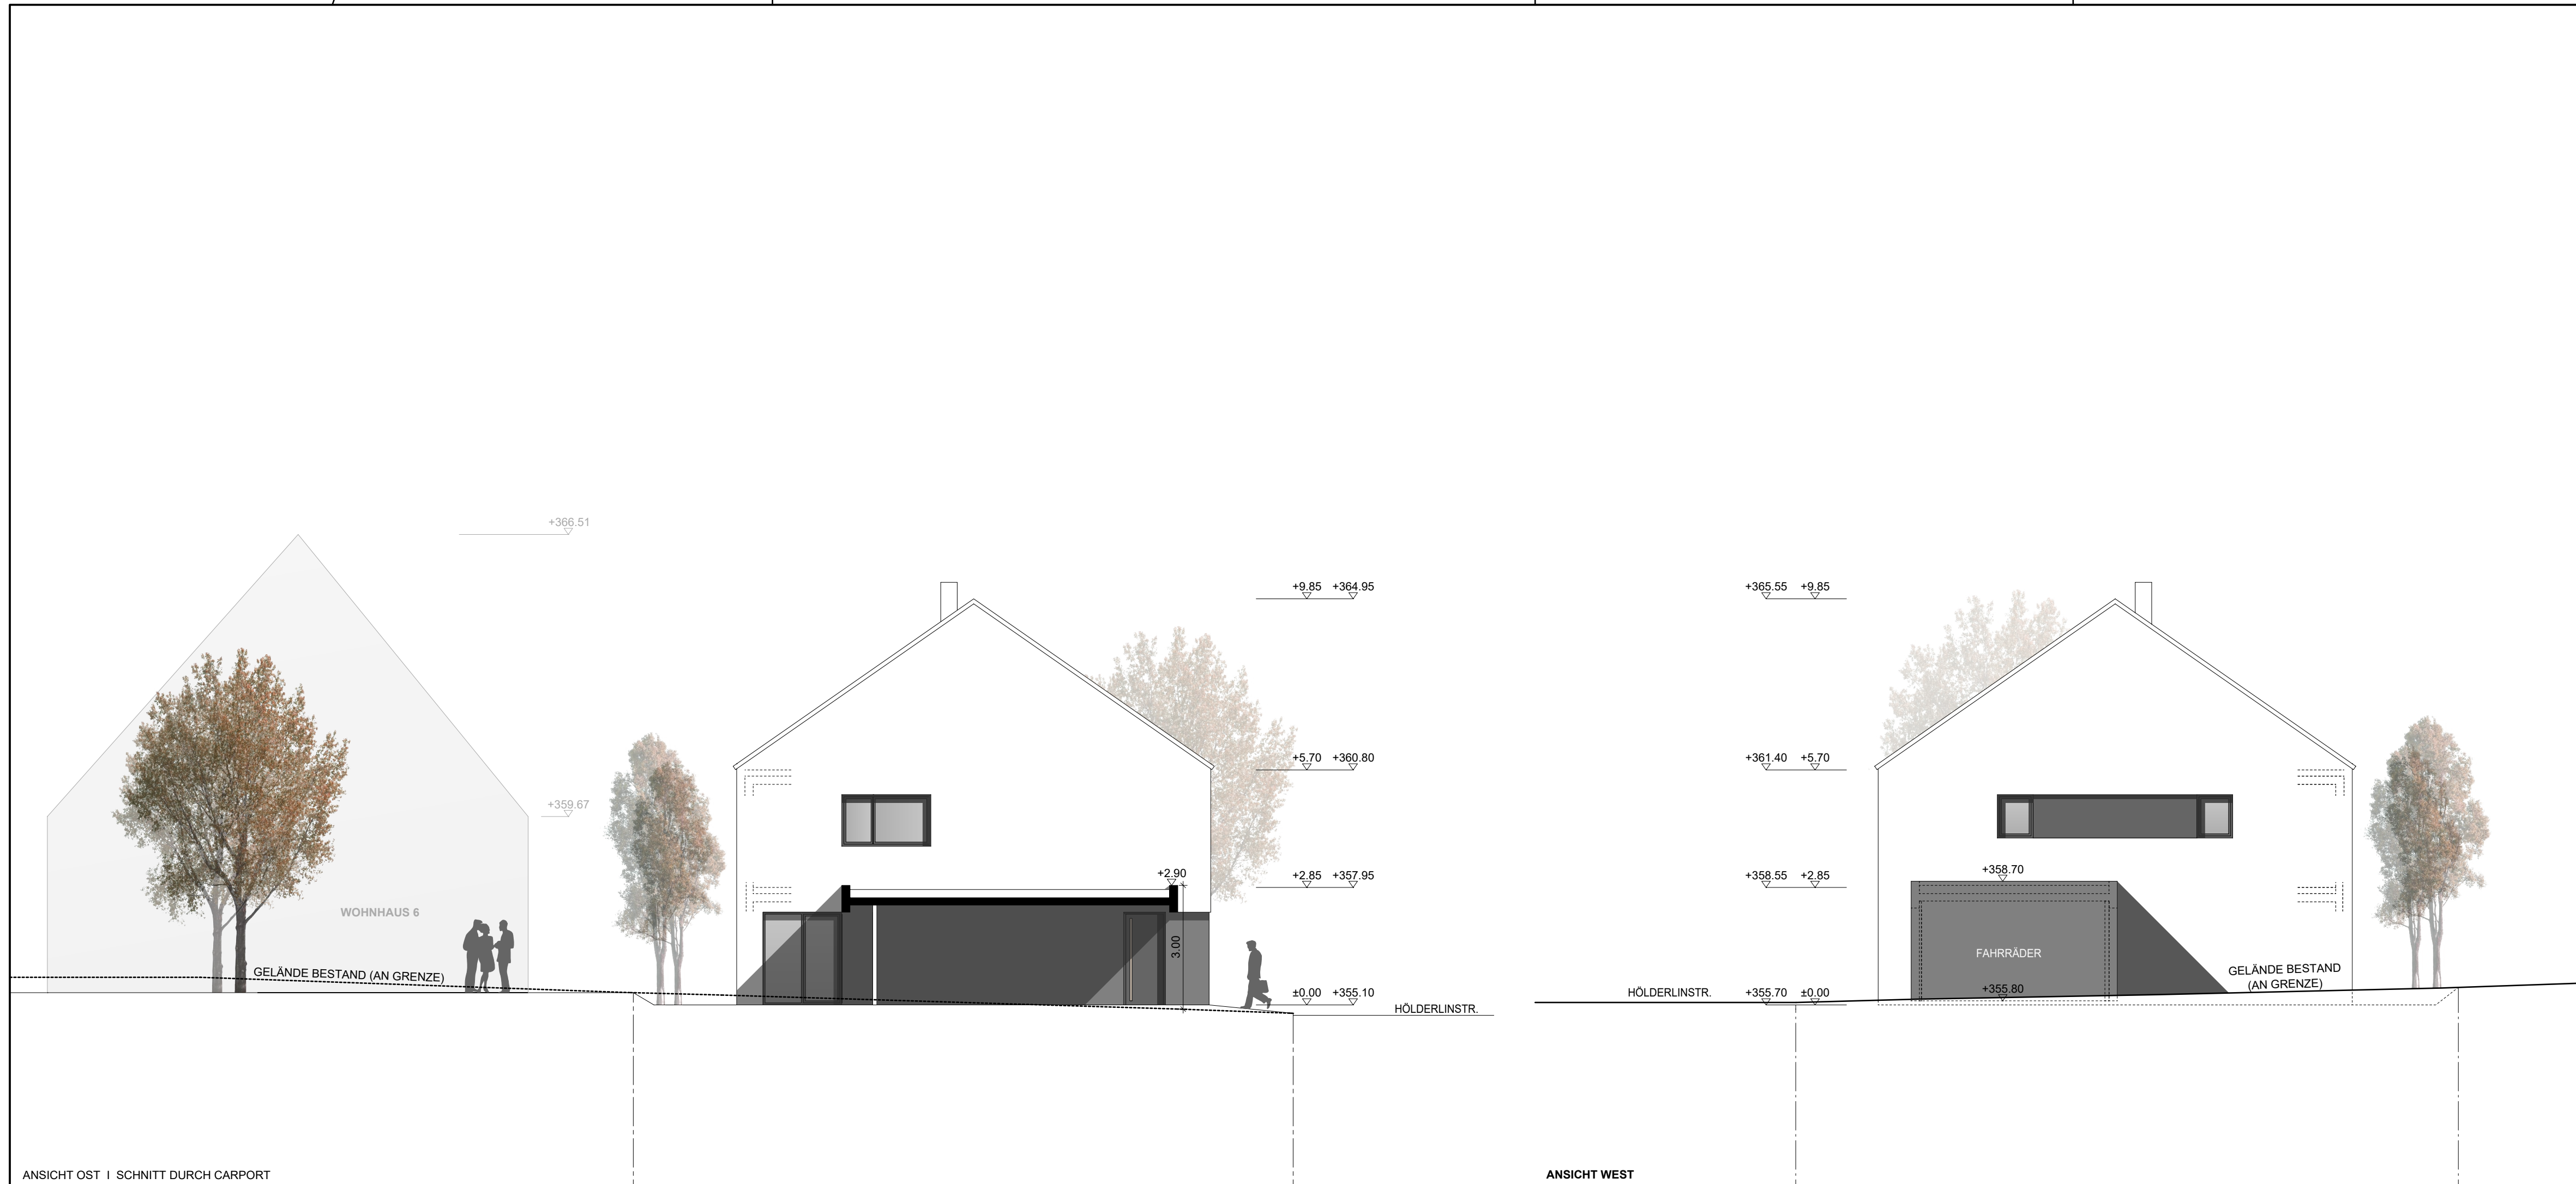 +366.51
+359.67
WOHNHAUS 6
GELÄNDE BESTAND (AN GRENZE)
+9.85 +364.95
+5.70 +360.80
+2.90
+2.85 +357.95
3.00
±0.00 +355.10
HÖLDERLINSTR.
ANSICHT OST I SCHNITT DURCH CARPORT
+365.55 +9.85
+361.40 +5.70
+358.55 +2.85
+358.70
FAHRRÄDER
+355.80
GELÄNDE BESTAND
(AN GRENZE)
HÖLDERLINSTR.
+355.70 ±0.00
ANSICHT WEST